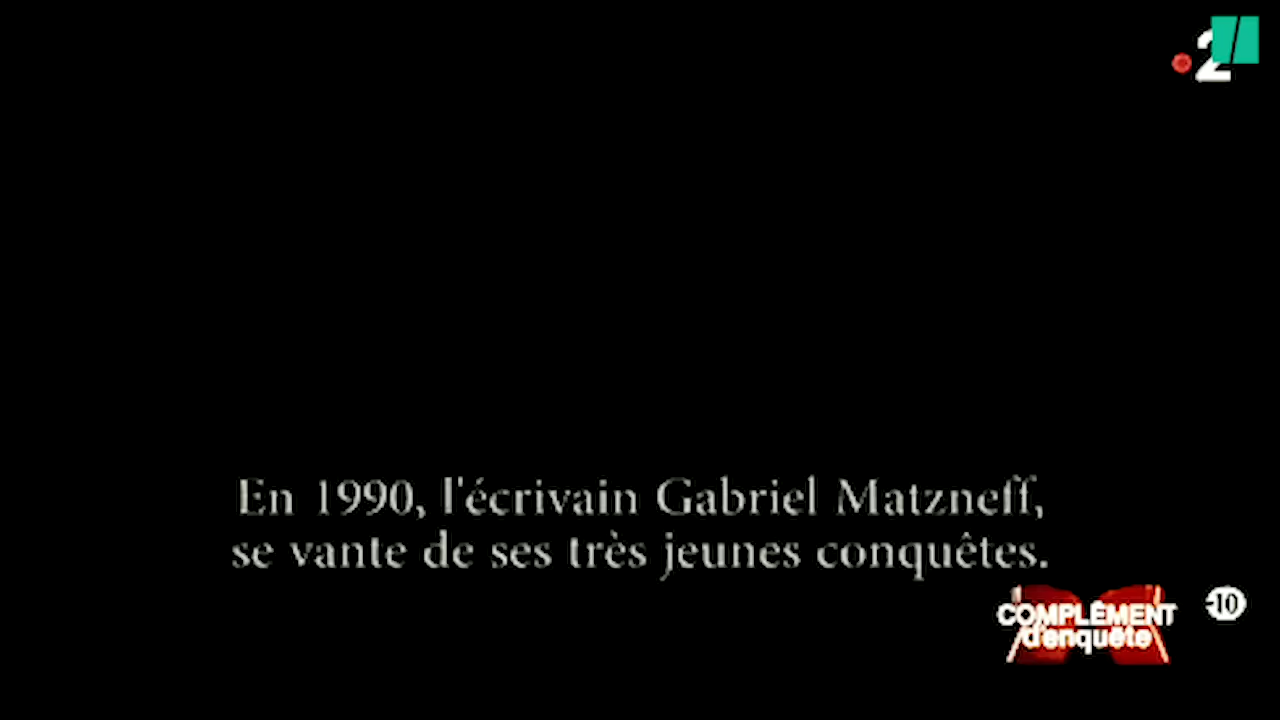 2
En 1990, l'écrivain Gabriel Matzneff,
se vante de ses très jeunes conquêtes.
COMPLÉMENT
d'enquête
-10